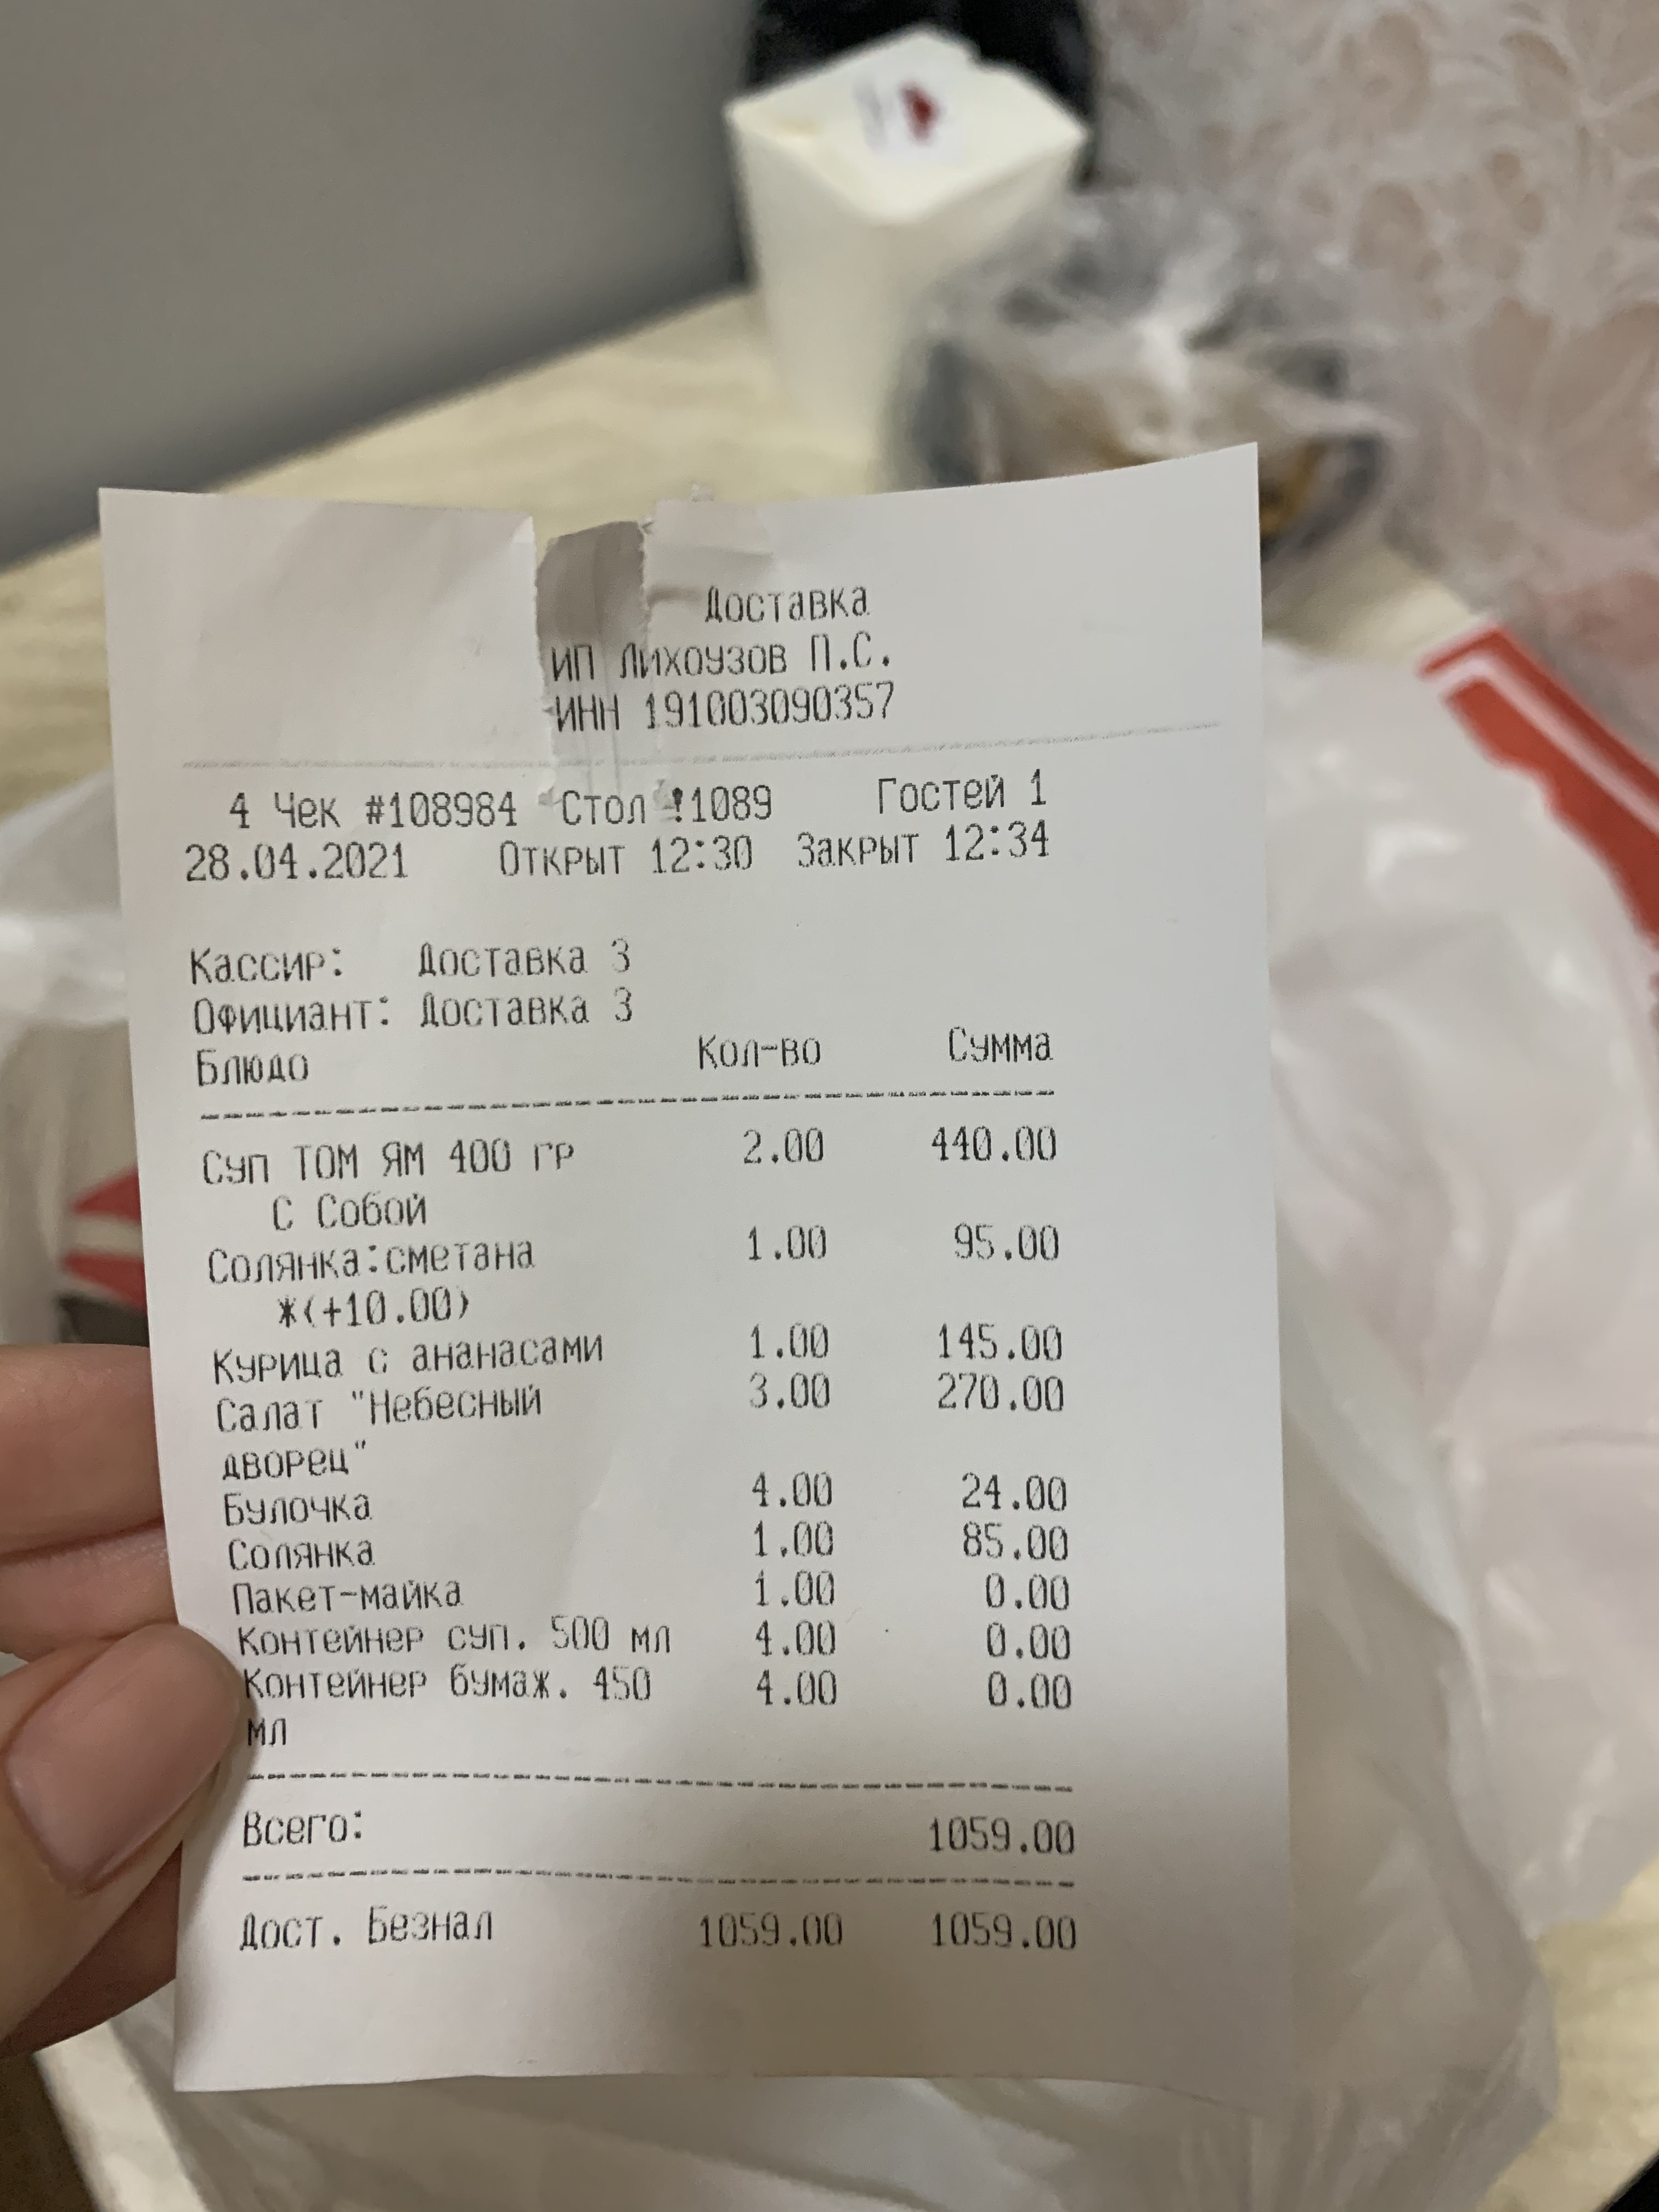 Доставка
ИП Лихоузов П.С.
ИНН 191003090357
4 Чек #108984 Стол !1089 Гостей 1
28.04.2021 Открыт 12:30 Закрыт 12:34
Кассир: Доставка 3
Официант: Доставка 3
Блюдо Кол-во Сумма
Суп ТОМ ЯМ 400 гр 2.00 440.00
С Собой
Солянка:сметана 1.00 95.00
*(+10.00)
Курица с ананасами 1.00 145.00
Салат "Небесный 3.00 270.00
дворец"
Булочка 4.00 24.00
Солянка 1.00 85.00
Пакет-майка 1.00 0.00
Контейнер суп. 500 мл 4.00 0.00
Контейнер бумаж. 450 4.00 0.00
мл
Всего: 1059.00
Дост. Безнал 1059.00 1059.00